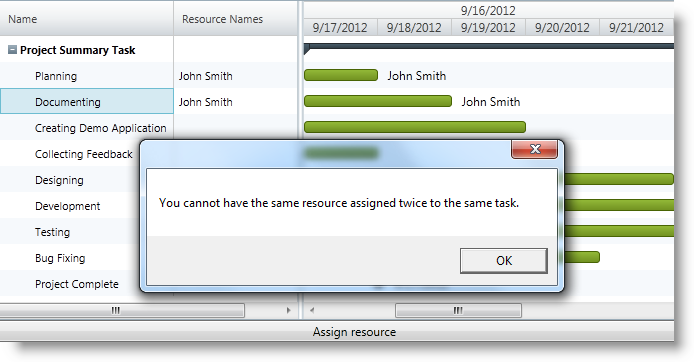 Name Resource Names 9/16/2012
9/17/2012 9/18/2012 9/19/2012 9/20/2012 9/21/2012
Project Summary Task
Planning John Smith John Smith
Documenting John Smith John Smith
Creating Demo Application
Collecting Feedback
Designing
You cannot have the same resource assigned twice to the same task.
Development
Testing
Bug Fixing OK
Project Complete
Assign resource